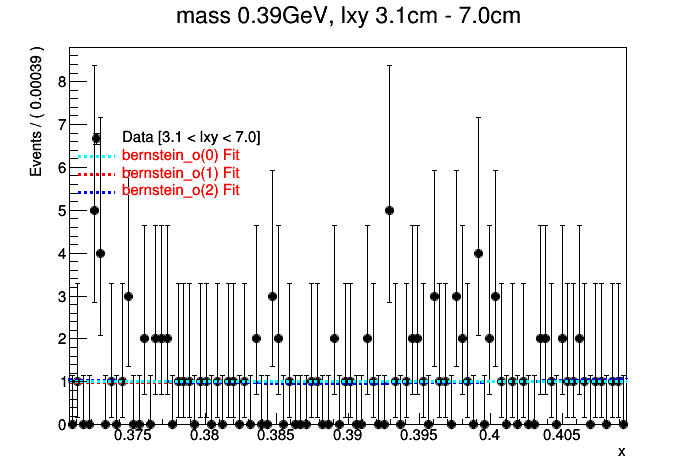 mass 0.39GeV, lxy 3.1cm - 7.0cm
Events / ( 0.00039 )
8
7
6
5
4
3
2
1
0
Data [3.1 < lxy < 7.0]
bernstein_o(0) Fit
bernstein_o(1) Fit
bernstein_o(2) Fit
0.375 0.38 0.385 0.39 0.395 0.4 0.405
x